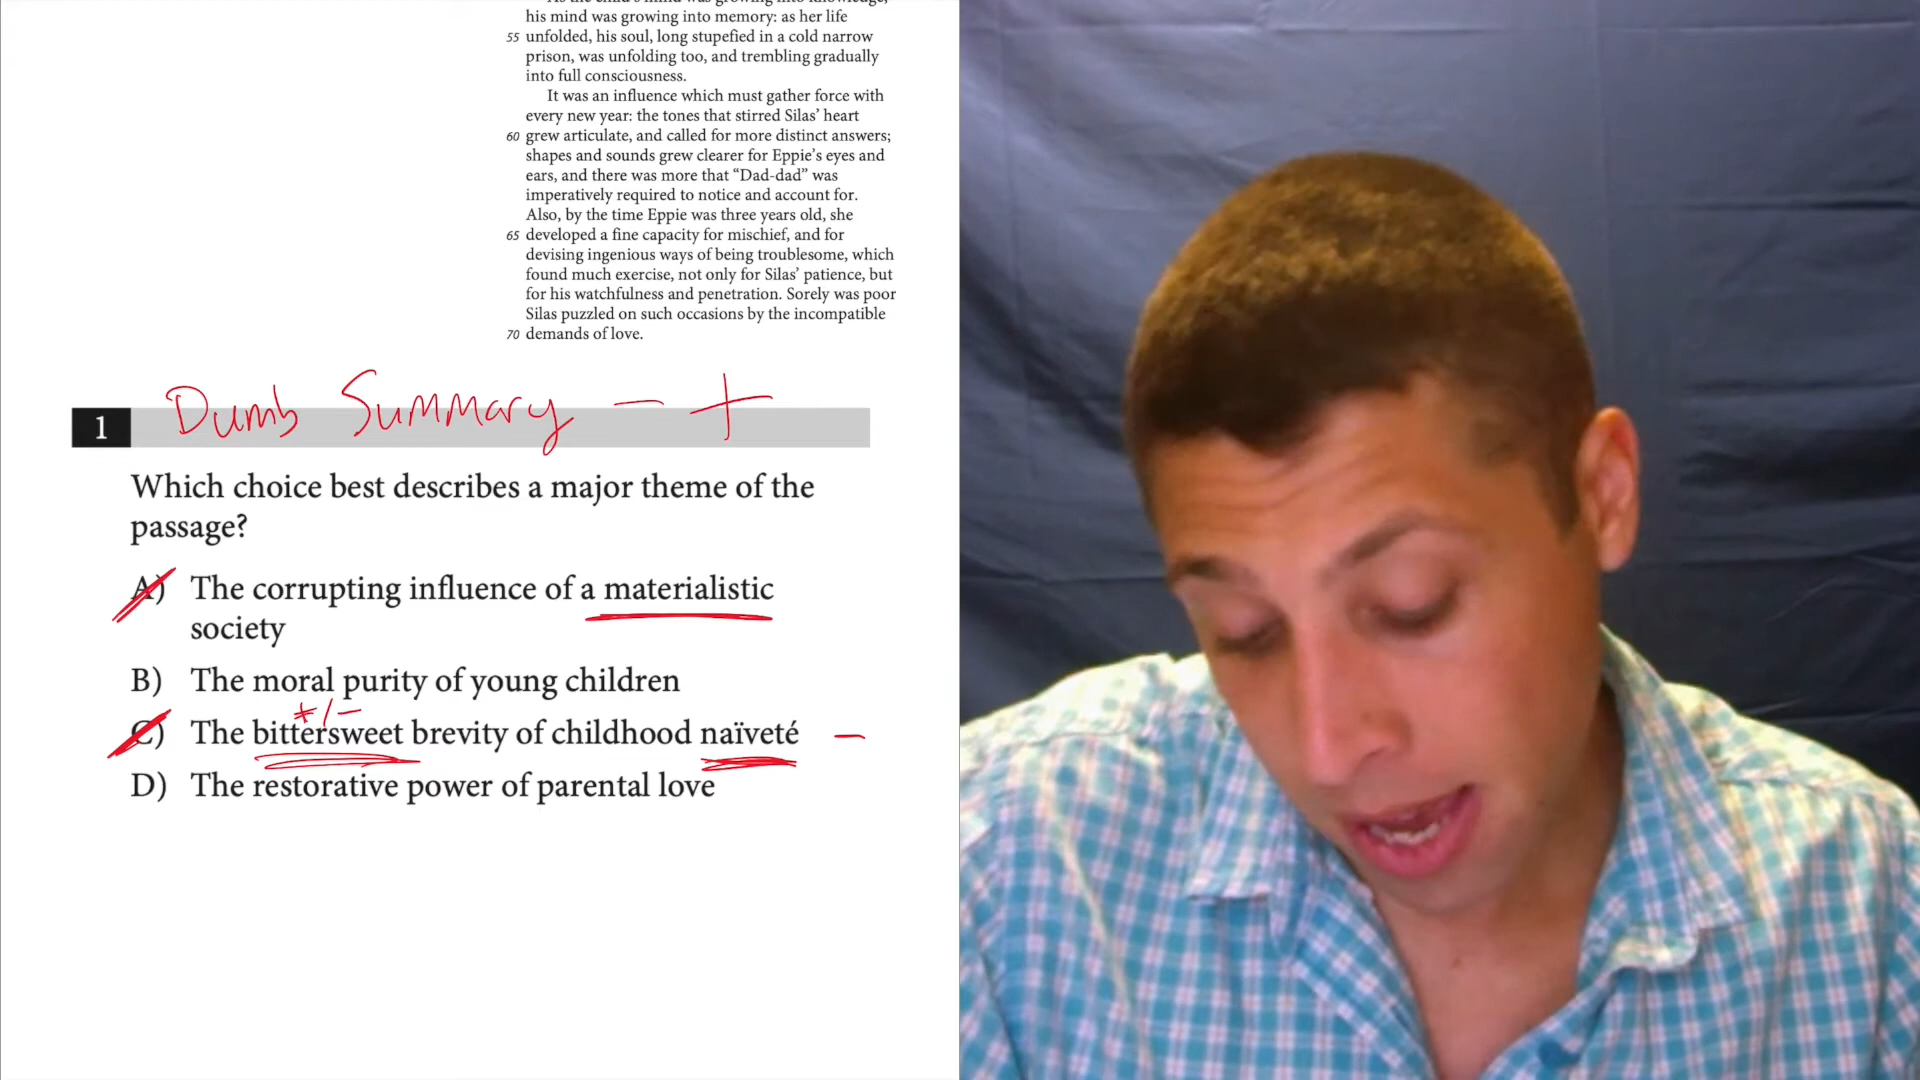 his mind was growing into memory: as her life
55 unfolded, his soul, long stupefied in a cold narrow
prison, was unfolding too, and trembling gradually
into full consciousness.
It was an influence which must gather force with
every new year: the tones that stirred Silas’ heart
60 grew articulate, and called for more distinct answers;
shapes and sounds grew clearer for Eppie’s eyes and
ears, and there was more that “Dad-dad” was
imperatively required to notice and account for.
Also, by the time Eppie was three years old, she
65 developed a fine capacity for mischief, and for
devising ingenious ways of being troublesome, which
found much exercise, not only for Silas’ patience, but
for his watchfulness and penetration. Sorely was poor
Silas puzzled on such occasions by the incompatible
70 demands of love.
Dumb Summary − +
1
Which choice best describes a major theme of the
passage?
A) The corrupting influence of a materialistic
society
B) The moral purity of young children
+/−
C) The bittersweet brevity of childhood naïveté −
D) The restorative power of parental love